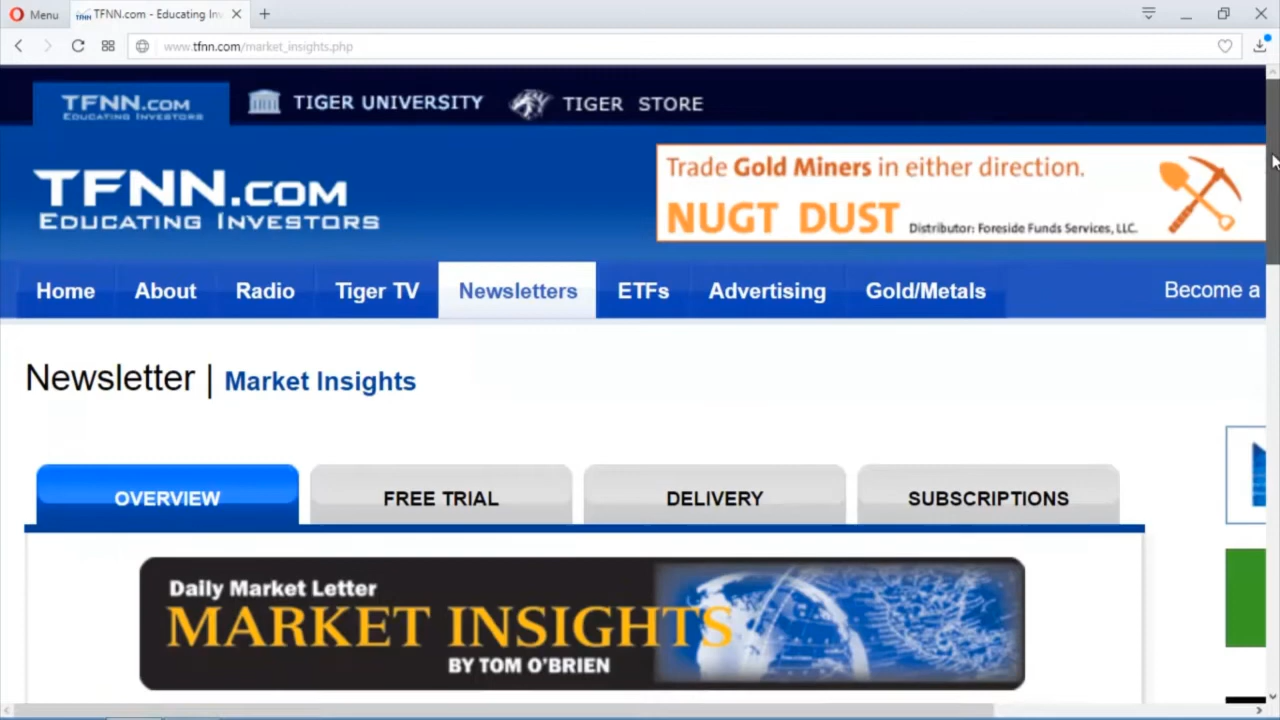 Menu
TFNN.com - Educating In
www.tfnn.com/market_insights.php
TFNN.COM
EDUCATING INVESTORS
TIGER UNIVERSITY
TIGER STORE
TFNN.COM
EDUCATING INVESTORS
Trade Gold Miners in either direction.
NUGT DUST Distributor: Foreside Funds Services, LLC.
Home About Radio Tiger TV Newsletters ETFs Advertising Gold/Metals Become a
Newsletter | Market Insights
OVERVIEW FREE TRIAL DELIVERY SUBSCRIPTIONS
Daily Market Letter
MARKET INSIGHTS
BY TOM O'BRIEN